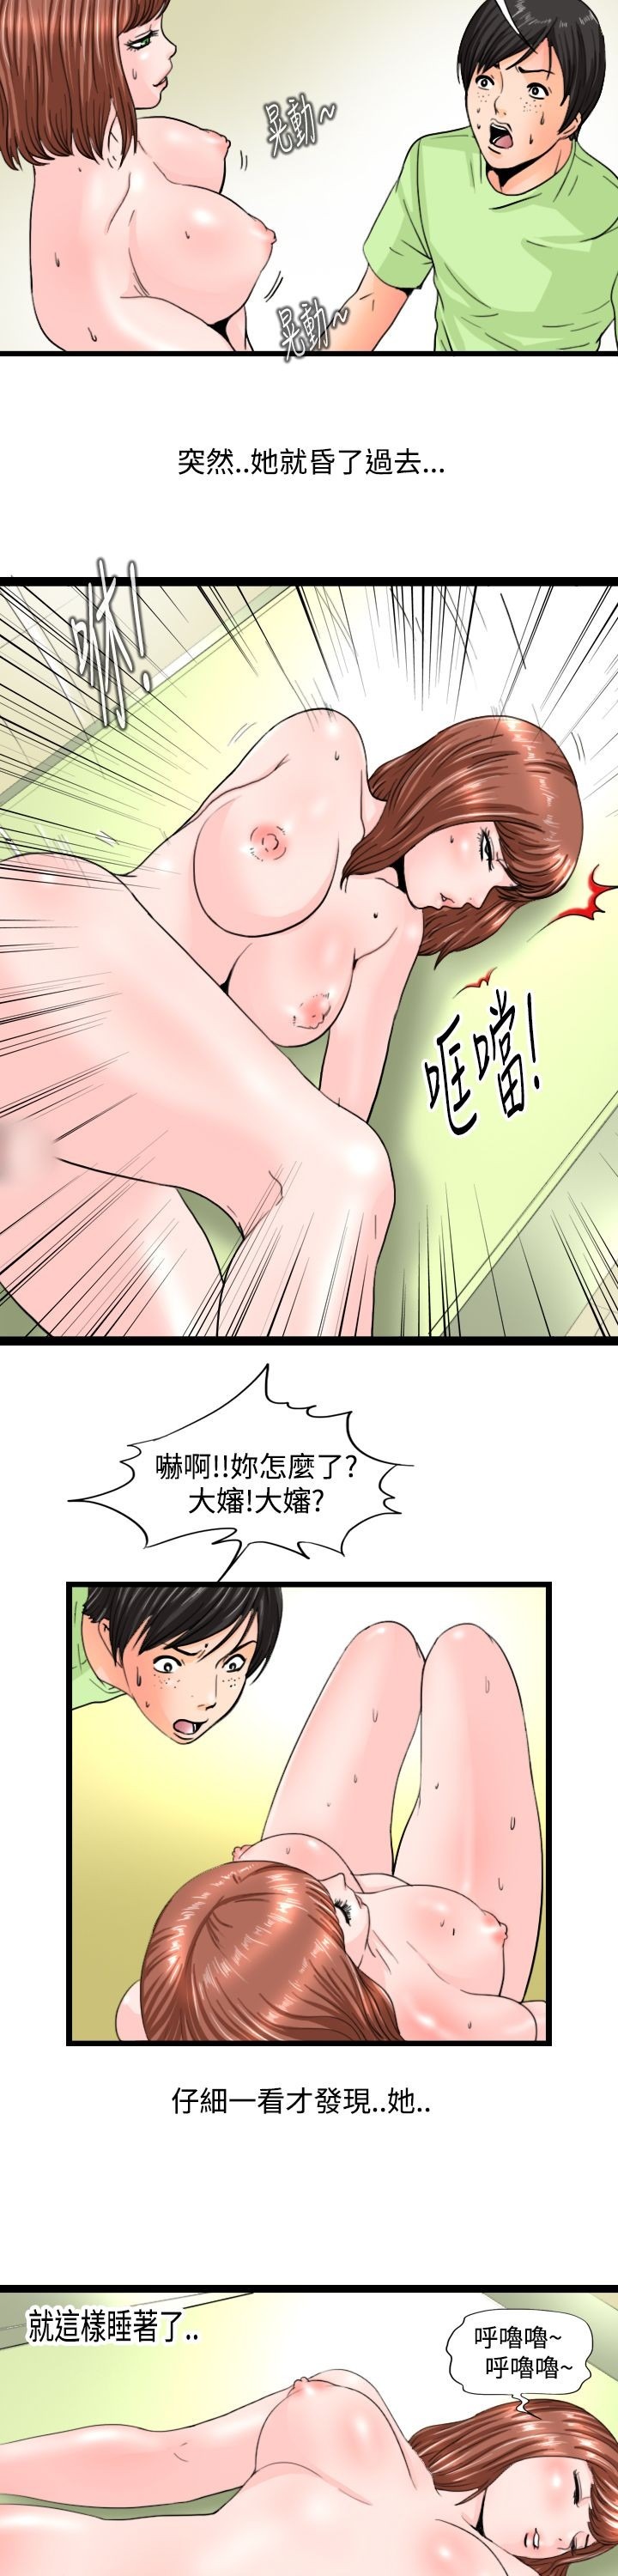 晃動~
晃動~
突然..她就昏了過去...
咻!
哐噹!
嚇啊!!妳怎麼了?
大嬸!大嬸?
仔細一看才發現..她..
就這樣睡著了..
呼嚕嚕~
呼嚕嚕~